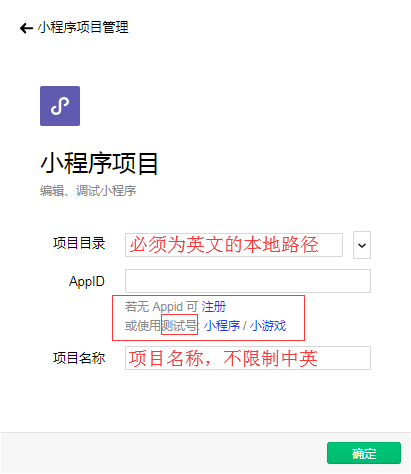 小程序项目管理
小程序项目
编辑、调试小程序
项目目录 必须为英文的本地路径
AppID
若无 Appid 可 注册
或使用测试号: 小程序 / 小游戏
项目名称 项目名称，不限制中英
确定